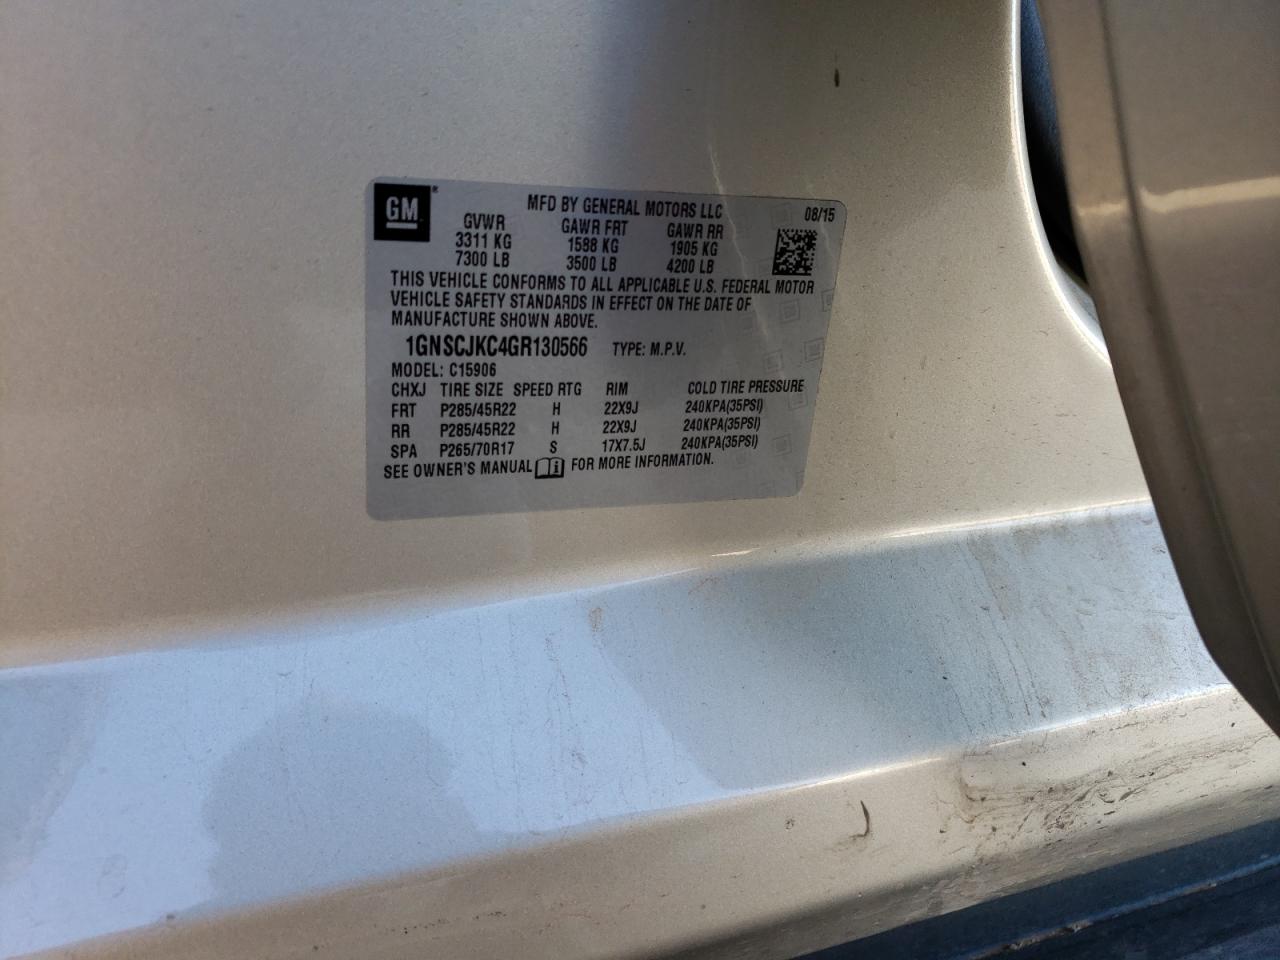 GM®
MFD BY GENERAL MOTORS LLC 08/15
GVWR GAWR FRT GAWR RR
3311 KG 1588 KG 1905 KG
7300 LB 3500 LB 4200 LB
THIS VEHICLE CONFORMS TO ALL APPLICABLE U.S. FEDERAL MOTOR
VEHICLE SAFETY STANDARDS IN EFFECT ON THE DATE OF
MANUFACTURE SHOWN ABOVE.
1GNSCJKC4GR130566 TYPE: M.P.V.
MODEL: C15906
CHXJ TIRE SIZE SPEED RTG RIM COLD TIRE PRESSURE
FRT P285/45R22 H 22X9J 240KPA(35PSI)
RR P285/45R22 H 22X9J 240KPA(35PSI)
SPA P265/70R17 S 17X7.5J 240KPA(35PSI)
SEE OWNER'S MANUAL i FOR MORE INFORMATION.